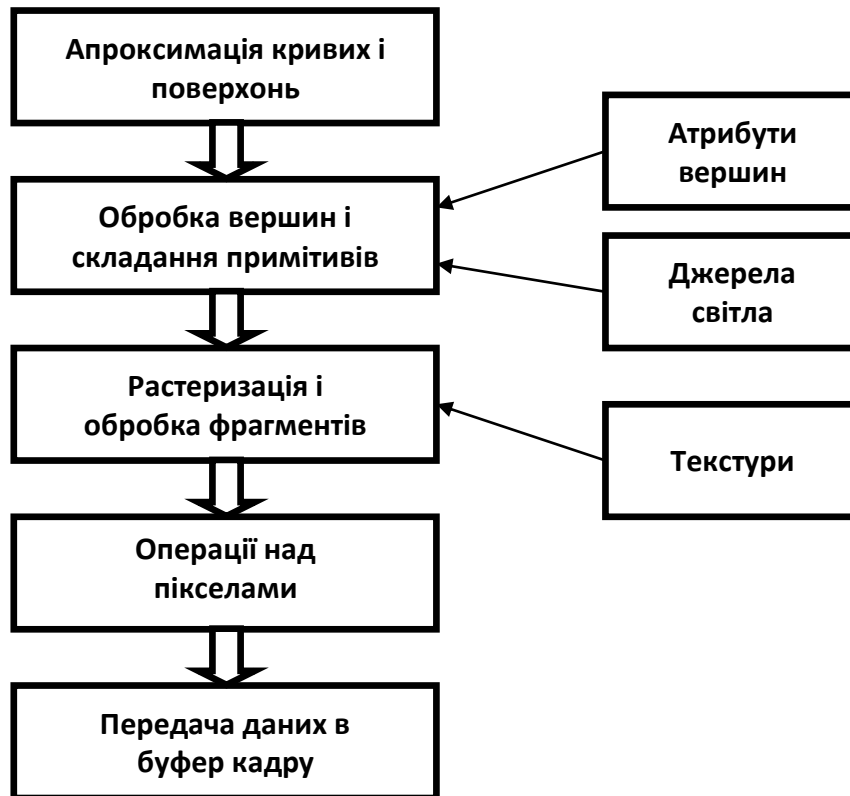 Апроксимація кривих і
поверхонь
Атрибути
вершин
Обробка вершин і
складання примітивів
Джерела
світла
Растеризація і
обробка фрагментів
Текстури
Операції над
пікселами
Передача даних в
буфер кадру